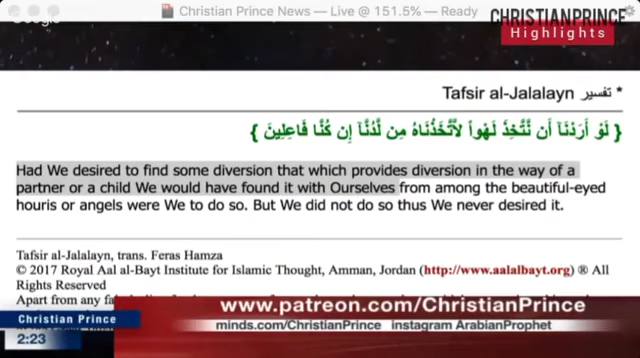 Christian Prince News — Live @ 151.5% — Ready
CHRISTIANPRINCE
Highlights
Google
Tafsir al-Jalalayn تفسير *
{ لَوْ أَرَدْنَآ أَن نَّتَّخِذَ لَهْواً لاَّتَّخَذْنَاهُ مِن لَّدُنَّآ إِن كُنَّا فَاعِلِينَ }
Had We desired to find some diversion that which provides diversion in the way of a
partner or a child We would have found it with Ourselves from among the beautiful-eyed
houris or angels were We to do so. But We did not do so thus We never desired it.
Tafsir al-Jalalayn, trans. Feras Hamza
© 2017 Royal Aal al-Bayt Institute for Islamic Thought, Amman, Jordan (http://www.aalalbayt.org) ® All
Rights Reserved
Apart from any fa
www.patreon.com/ChristianPrince
Christian Prince
minds.com/ChristianPrince instagram ArabianProphet
2:23